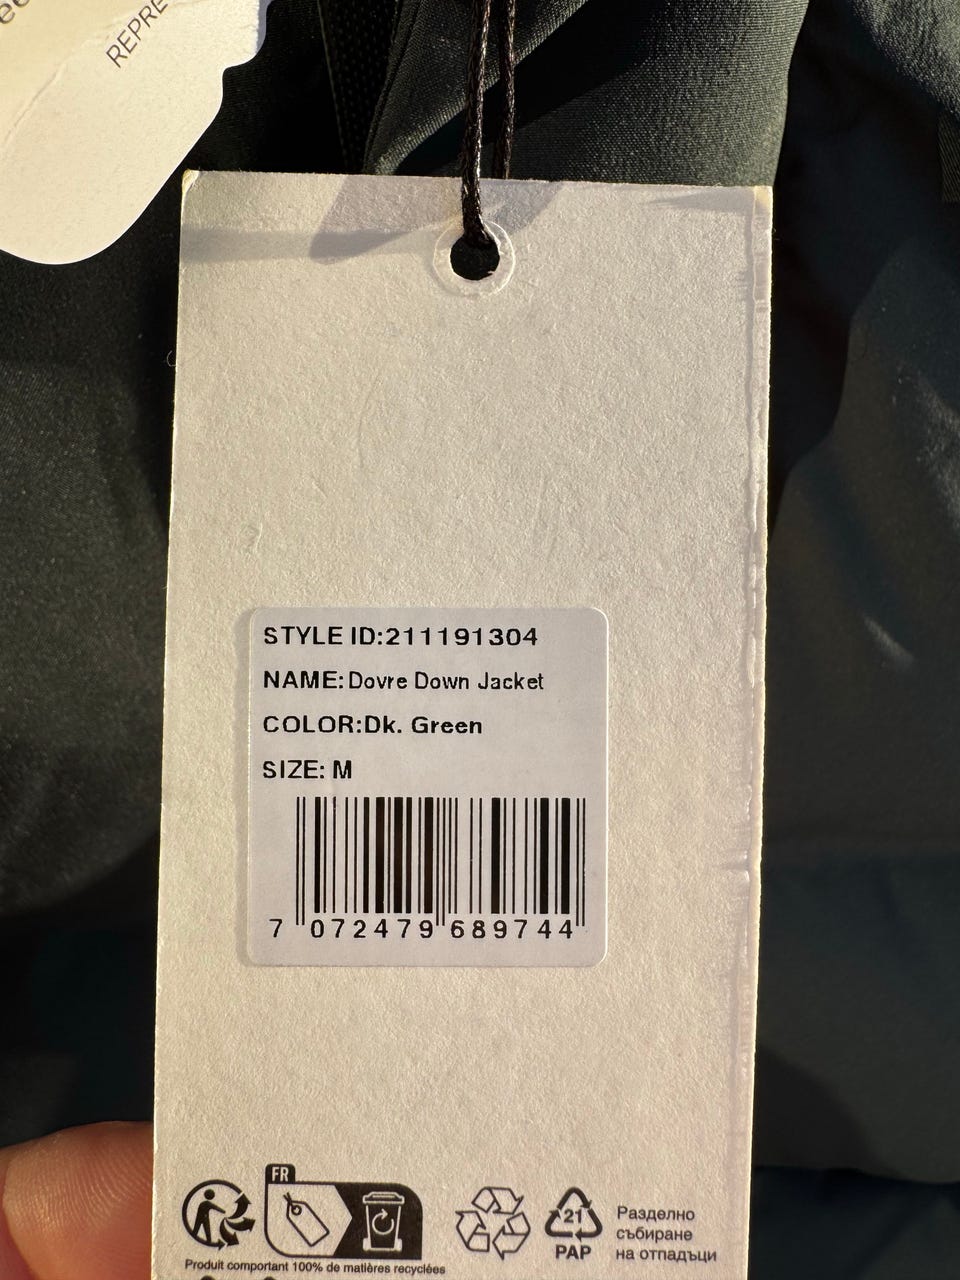 REPRE
STYLE ID:211191304
NAME:Dovre Down Jacket
COLOR:Dk. Green
SIZE: M
7 072479 689744
FR
21
PAP
Разделно
събиране
на отпадъци
Produit comportant 100% de matières recyclées